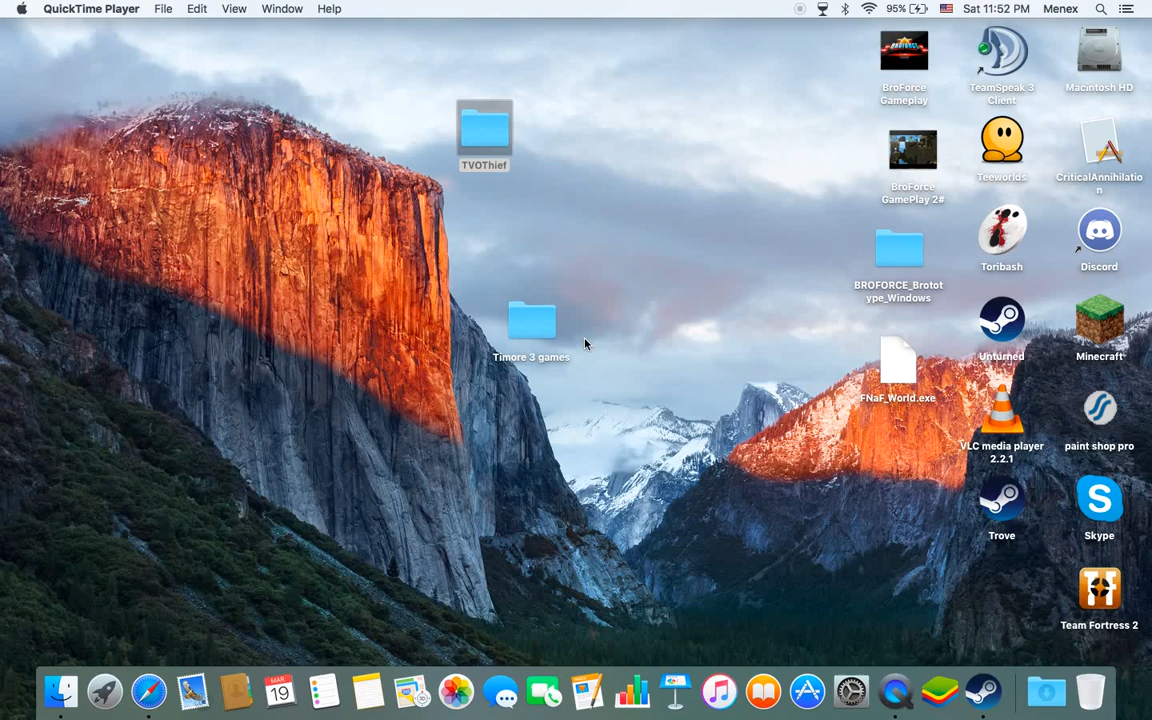 QuickTime Player File Edit View Window Help 95% Sat 11:52 PM Menex
BroForce
Gameplay
TeamSpeak 3
Client
Macintosh HD
TVOThief
BroForce
GamePlay 2#
Teeworlds
CriticalAnnihilatio
n
BROFORCE_Brotot
ype_Windows
Toribash
Discord
Timore 3 games
Unturned
Minecraft
FNaF_World.exe
VLC media player
2.2.1
paint shop pro
Trove
Skype
Team Fortress 2
MAR
19